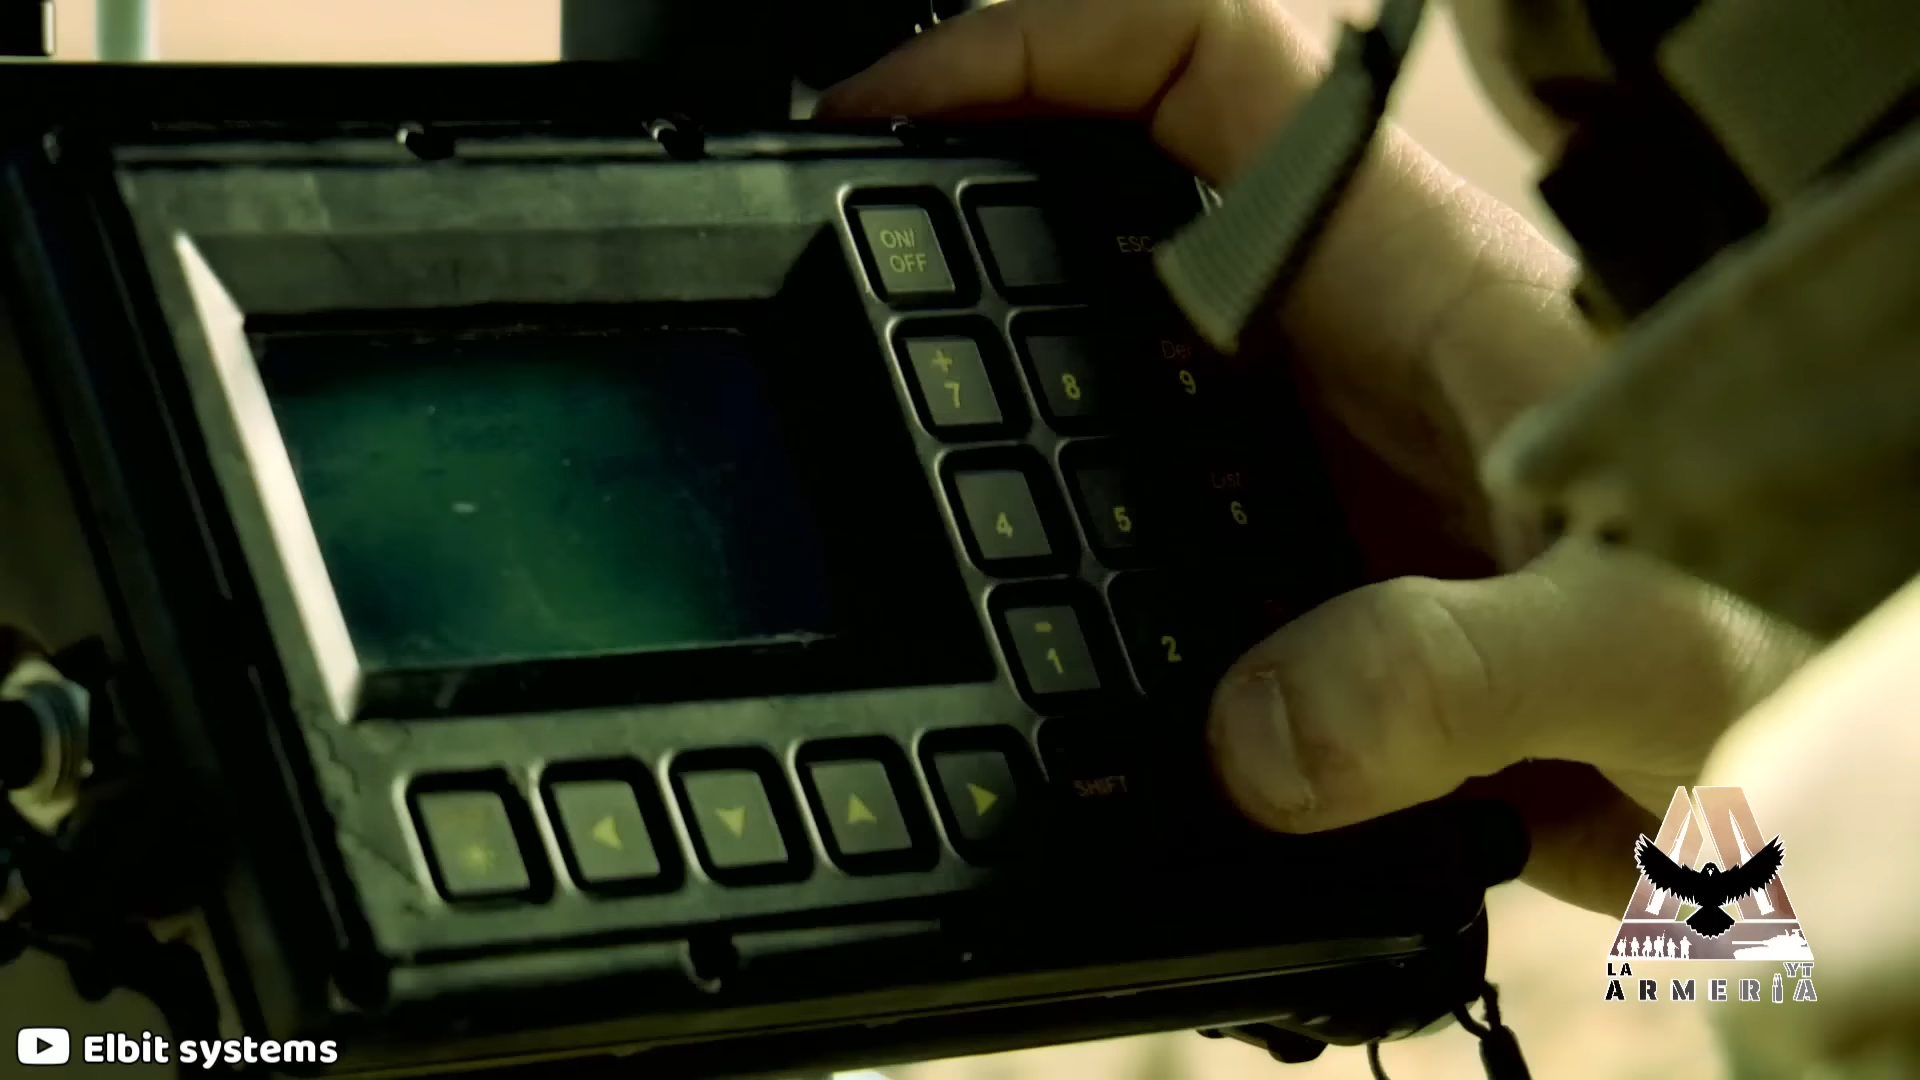 ON/
OFF
ESC
+
7
8
Del
9
4
5
List
6
-
1
2
SHIFT
LA
YT
ARMERIA
Elbit systems